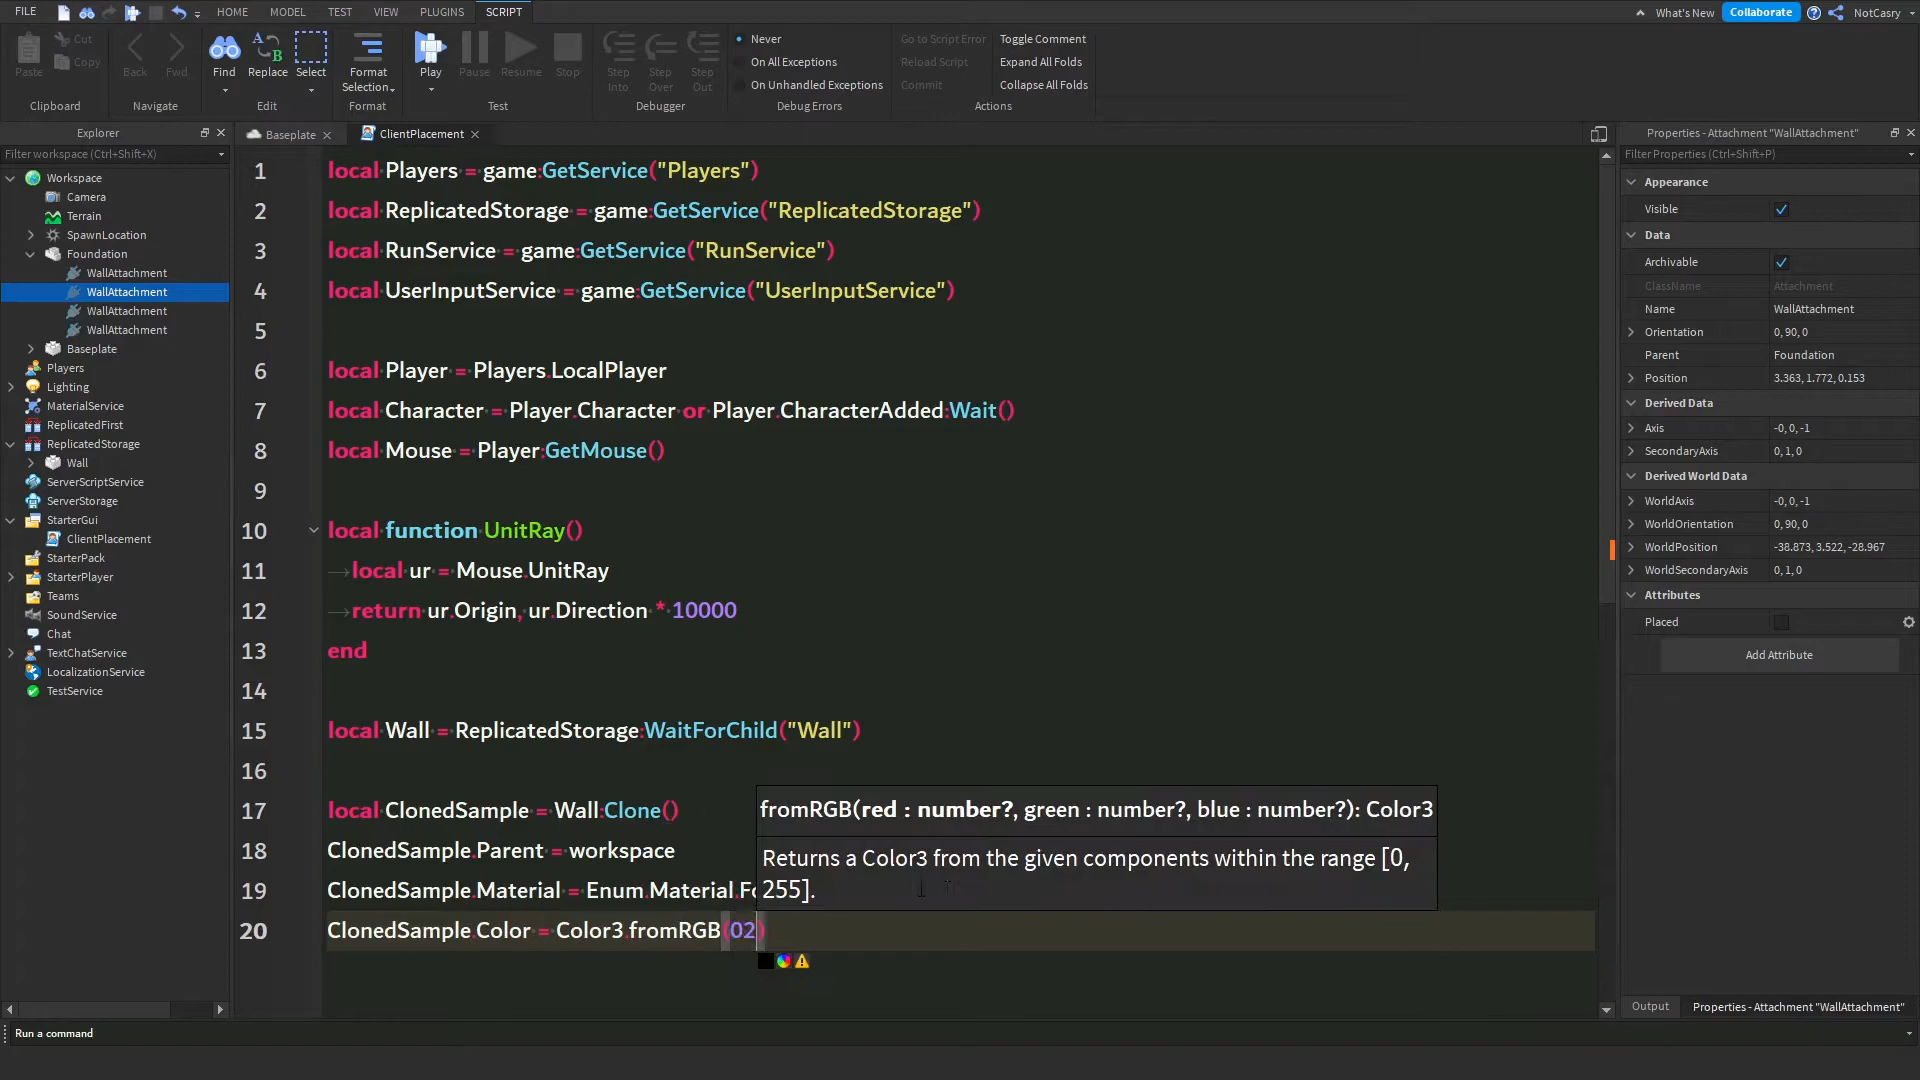 FILE HOME MODEL TEST VIEW PLUGINS SCRIPT What's New Collaborate NotCasry
Paste Cut Copy Back Fwd Find Replace Select Format Selection Play Pause Resume Stop Step Into Step Over Step Out
Never
On All Exceptions
On Unhandled Exceptions
Go to Script Error
Reload Script
Commit
Toggle Comment
Expand All Folds
Collapse All Folds
Clipboard Navigate Edit Format Test Debugger Debug Errors Actions
Explorer
Filter workspace (Ctrl+Shift+X)
Workspace
Camera
Terrain
SpawnLocation
Foundation
WallAttachment
WallAttachment
WallAttachment
WallAttachment
Baseplate
Players
Lighting
MaterialService
ReplicatedFirst
ReplicatedStorage
Wall
ServerScriptService
ServerStorage
StarterGui
ClientPlacement
StarterPack
StarterPlayer
Teams
SoundService
Chat
TextChatService
LocalizationService
TestService
Baseplate ClientPlacement
1 local Players = game:GetService("Players")
2 local ReplicatedStorage = game:GetService("ReplicatedStorage")
3 local RunService = game:GetService("RunService")
4 local UserInputService = game:GetService("UserInputService")
5
6 local Player = Players.LocalPlayer
7 local Character = Player.Character or Player.CharacterAdded:Wait()
8 local Mouse = Player:GetMouse()
9
10 local function UnitRay()
11 local ur = Mouse.UnitRay
12 return ur.Origin, ur.Direction * 10000
13 end
14
15 local Wall = ReplicatedStorage:WaitForChild("Wall")
16
17 local ClonedSample = Wall:Clone()
18 ClonedSample.Parent = workspace
19 ClonedSample.Material = Enum.Material.Fo
20 ClonedSample.Color = Color3.fromRGB(02)
fromRGB(red : number?, green : number?, blue : number?): Color3
Returns a Color3 from the given components within the range [0,
255].
Properties - Attachment "WallAttachment"
Filter Properties (Ctrl+Shift+P)
Appearance
Visible
Data
Archivable
ClassName Attachment
Name WallAttachment
Orientation 0, 90, 0
Parent Foundation
Position 3.363, 1.772, 0.153
Derived Data
Axis -0, 0, -1
SecondaryAxis 0, 1, 0
Derived World Data
WorldAxis -0, 0, -1
WorldOrientation 0, 90, 0
WorldPosition -38.873, 3.522, -28.967
WorldSecondaryAxis 0, 1, 0
Attributes
Placed
Add Attribute
Output Properties - Attachment "WallAttachment"
Run a command